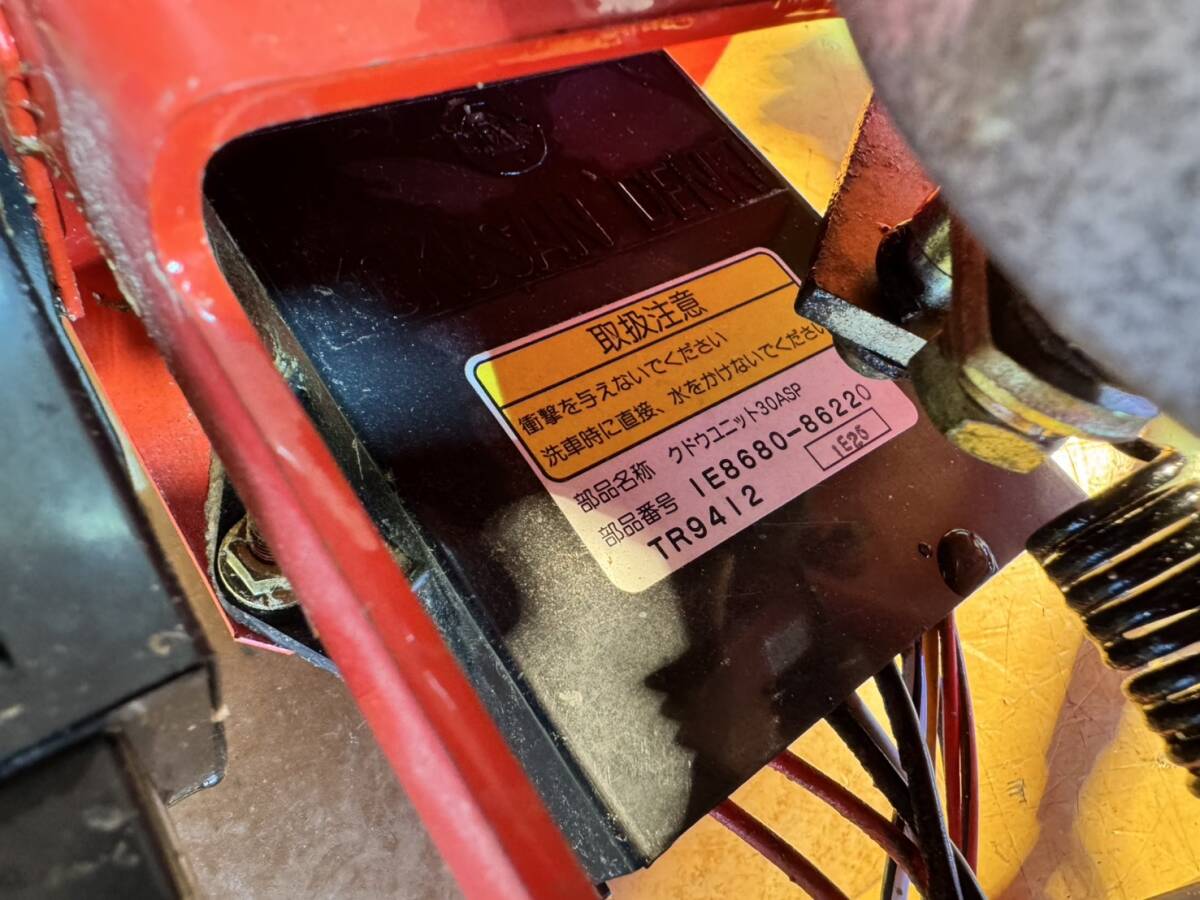 取扱注意
衝撃を与えないでください
洗車時に直接、水をかけないでください
部品名称 クドウユニット30ASP
部品番号 1E8680-86220
TR9412 1E25